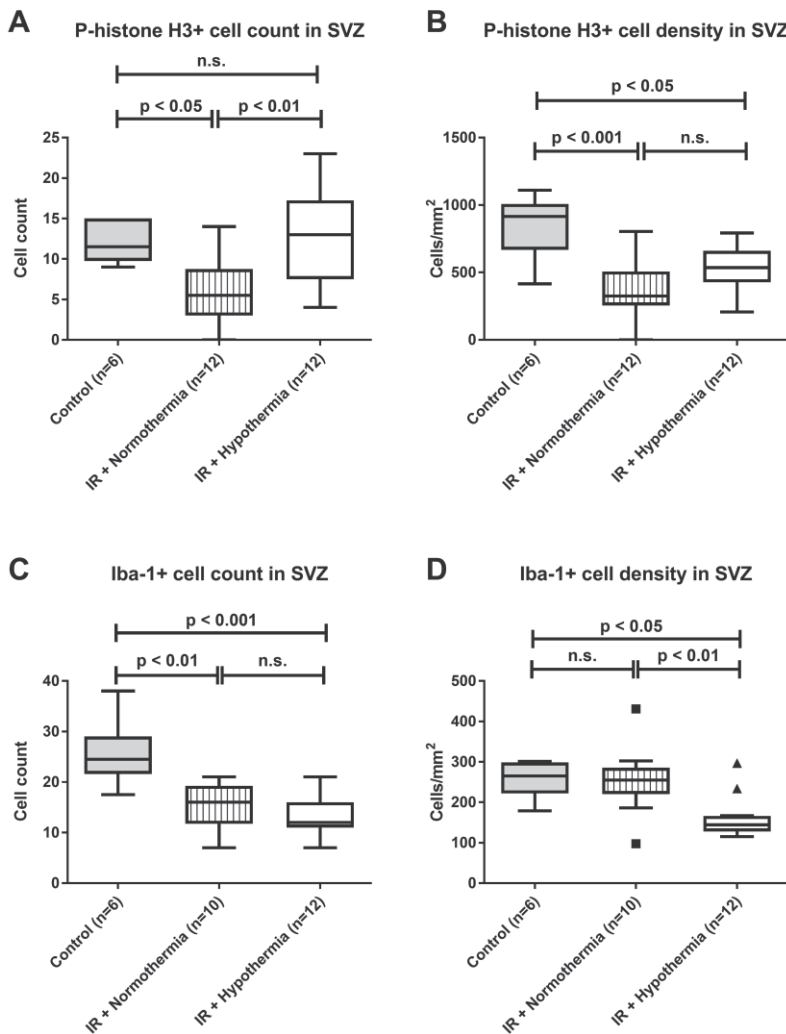 A
P-histone H3+ cell count in SVZ
n.s.
p < 0.05
p < 0.01
Cell count
25
20
15
10
5
0
Control (n=6)
IR + Normothermia (n=12)
IR + Hypothermia (n=12)
B
P-histone H3+ cell density in SVZ
p < 0.05
p < 0.001
n.s.
Cells/mm²
1500
1000
500
0
Control (n=6)
IR + Normothermia (n=12)
IR + Hypothermia (n=12)
C
Iba-1+ cell count in SVZ
p < 0.001
p < 0.01
n.s.
Cell count
40
30
20
10
0
Control (n=6)
IR + Normothermia (n=10)
IR + Hypothermia (n=12)
D
Iba-1+ cell density in SVZ
p < 0.05
n.s.
p < 0.01
Cells/mm²
500
400
300
200
100
0
Control (n=6)
IR + Normothermia (n=10)
IR + Hypothermia (n=12)